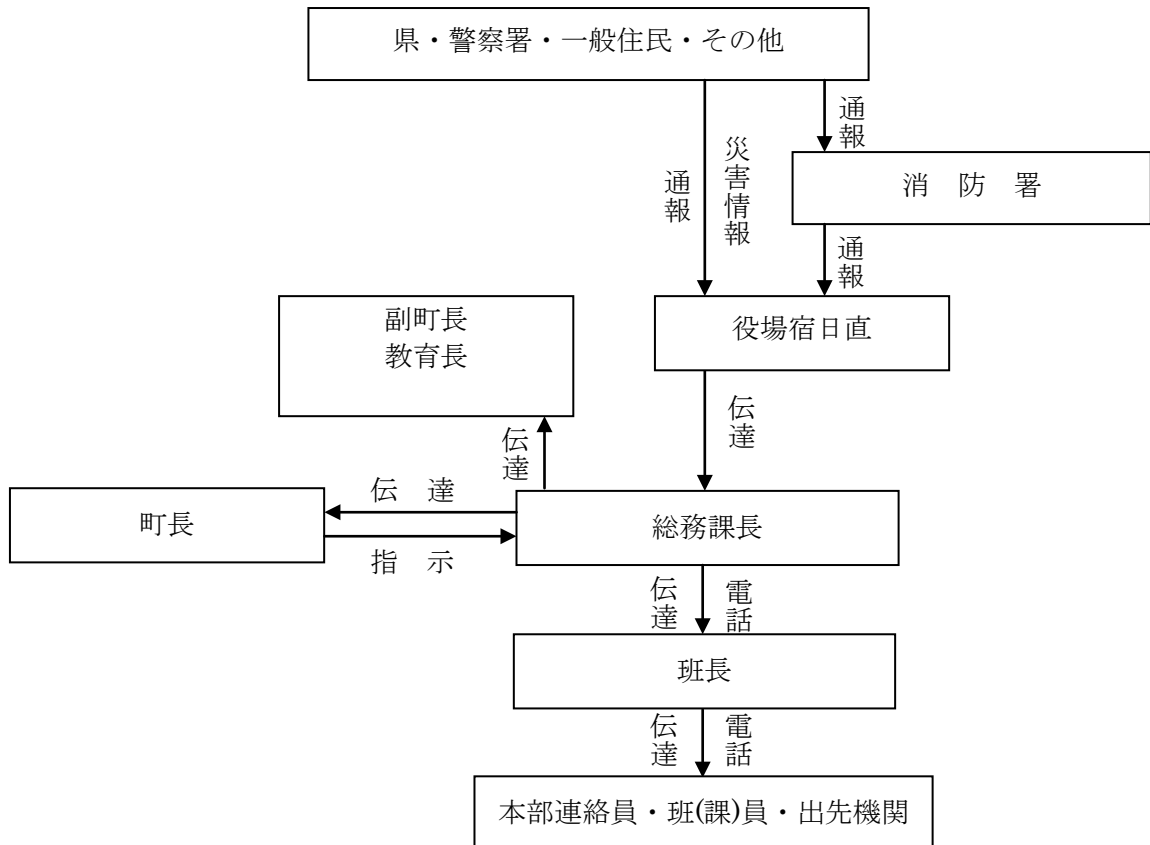 県・警察署・一般住民・その他
通報
災害情報
通報
消　防　署
通報
副町長
教育長
役場宿日直
伝達
伝達
伝　達
町長
総務課長
指　示
伝達
電話
班長
伝達
電話
本部連絡員・班(課)員・出先機関